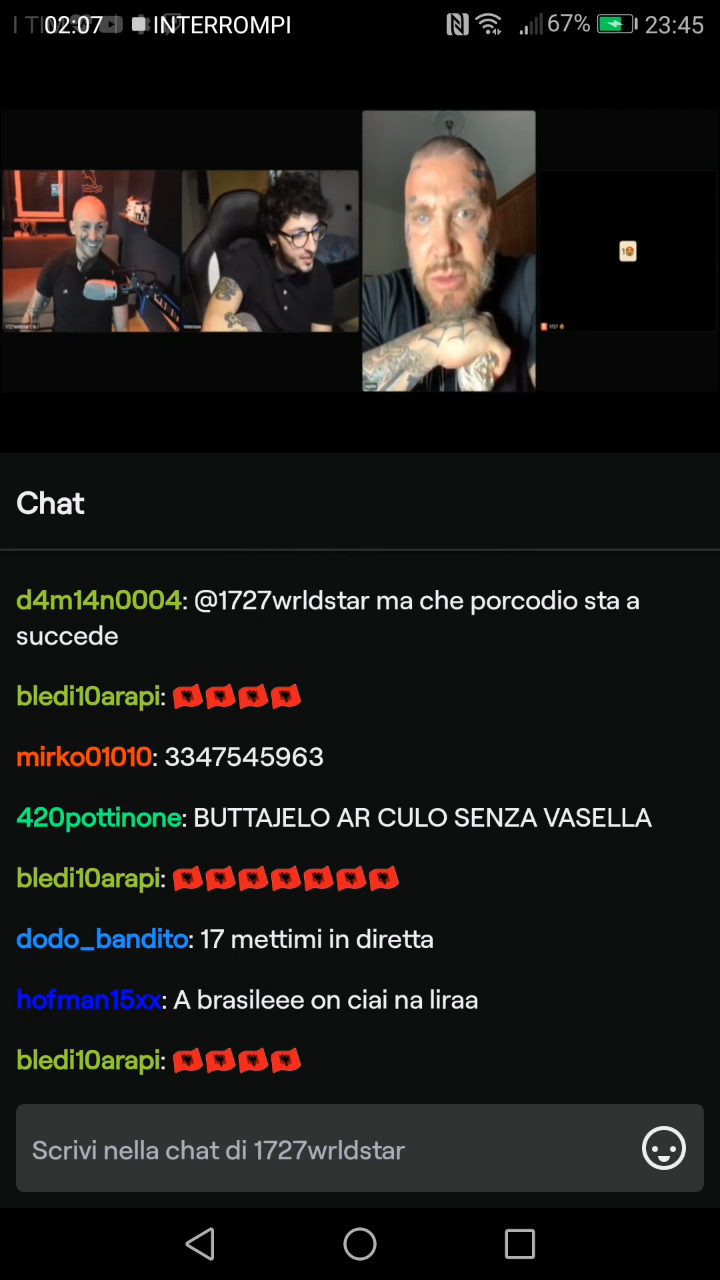 02:07 INTERROMPI 67% 23:45
1727
Chat
d4m14n0004: @1727wrldstar ma che porcodio sta a
succede
bledi10arapi: 🇦🇱🇦🇱🇦🇱🇦🇱
mirko01010: 3347545963
420pottinone: BUTTAJELO AR CULO SENZA VASELLA
bledi10arapi: 🇦🇱🇦🇱🇦🇱🇦🇱🇦🇱🇦🇱🇦🇱
dodo_bandito: 17 mettimi in diretta
hofman15xx: A brasileee on ciai na liraa
bledi10arapi: 🇦🇱🇦🇱🇦🇱🇦🇱
Scrivi nella chat di 1727wrldstar